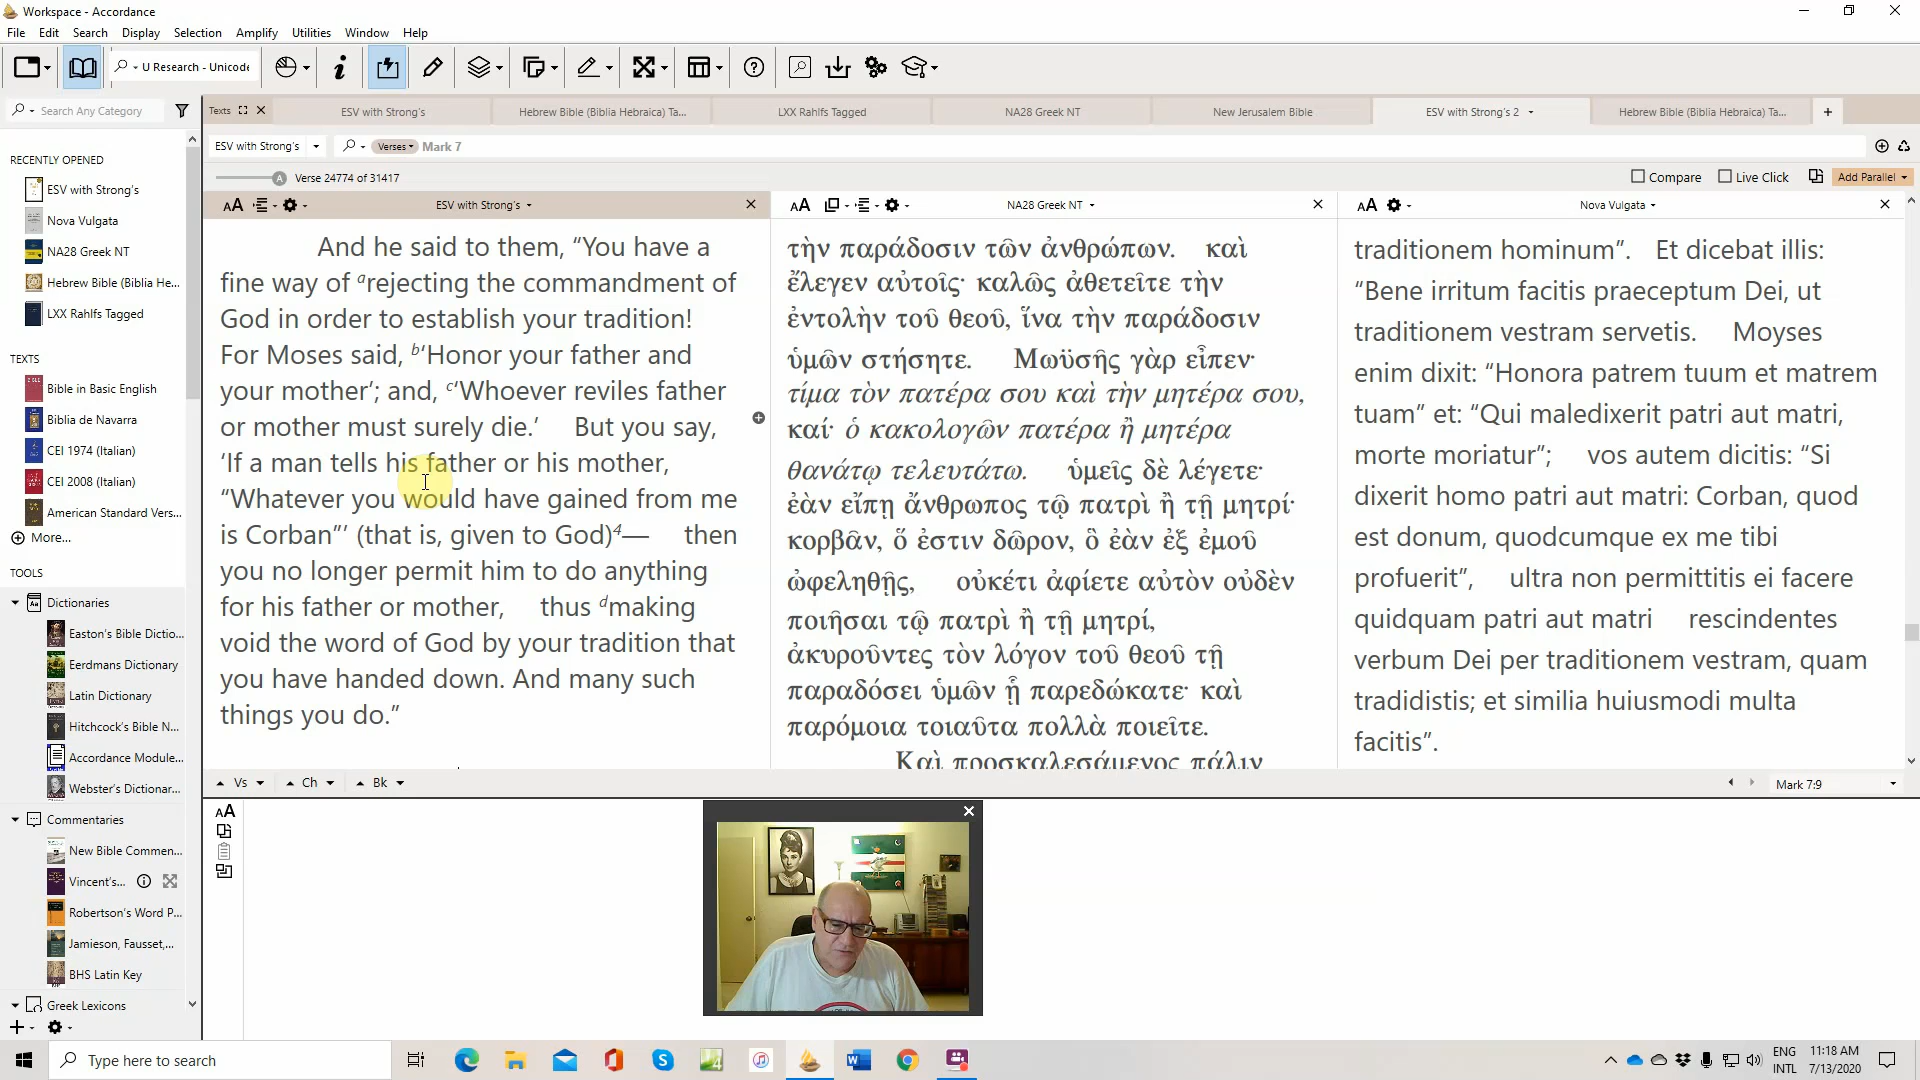 Workspace - Accordance
File Edit Search Display Selection Amplify Utilities Window Help
U Research - Unicode
Search Any Category
Texts
ESV with Strong's
Hebrew Bible (Biblia Hebraica) Ta...
LXX Rahlfs Tagged
NA28 Greek NT
New Jerusalem Bible
ESV with Strong's 2
Hebrew Bible (Biblia Hebraica) Ta...
ESV with Strong's
Verses
Mark 7
Verse 24774 of 31417
Compare
Live Click
Add Parallel
RECENTLY OPENED
ESV with Strong's
Nova Vulgata
NA28 Greek NT
Hebrew Bible (Biblia He...
LXX Rahlfs Tagged
TEXTS
Bible in Basic English
Biblia de Navarra
CEI 1974 (Italian)
CEI 2008 (Italian)
American Standard Vers...
More...
TOOLS
Dictionaries
Easton's Bible Dictio...
Eerdmans Dictionary
Latin Dictionary
Hitchcock's Bible N...
Accordance Module...
Webster's Dictionar...
Commentaries
New Bible Commen...
Vincent's...
Robertson's Word P...
Jamieson, Fausset,...
BHS Latin Key
Greek Lexicons
ESV with Strong's
And he said to them, “You have a
fine way of ᵃrejecting the commandment of
God in order to establish your tradition!
For Moses said, ᵇ‘Honor your father and
your mother’; and, ᶜ‘Whoever reviles father
or mother must surely die.’ But you say,
‘If a man tells his father or his mother,
“Whatever you would have gained from me
is Corban”’ (that is, given to God)⁴— then
you no longer permit him to do anything
for his father or mother, thus ᵈmaking
void the word of God by your tradition that
you have handed down. And many such
things you do.”
NA28 Greek NT
τὴν παράδοσιν τῶν ἀνθρώπων. καὶ
ἔλεγεν αὐτοῖς· καλῶς ἀθετεῖτε τὴν
ἐντολὴν τοῦ θεοῦ, ἵνα τὴν παράδοσιν
ὑμῶν στήσητε. Μωϋσῆς γὰρ εἶπεν·
τίμα τὸν πατέρα σου καὶ τὴν μητέρα σου,
καί· ὁ κακολογῶν πατέρα ἢ μητέρα
θανάτῳ τελευτάτω. ὑμεῖς δὲ λέγετε·
ἐὰν εἴπῃ ἄνθρωπος τῷ πατρὶ ἢ τῇ μητρί·
κορβᾶν, ὅ ἐστιν δῶρον, ὃ ἐὰν ἐξ ἐμοῦ
ὠφεληθῇς, οὐκέτι ἀφίετε αὐτὸν οὐδὲν
ποιῆσαι τῷ πατρὶ ἢ τῇ μητρί,
ἀκυροῦντες τὸν λόγον τοῦ θεοῦ τῇ
παραδόσει ὑμῶν ᾗ παρεδώκατε· καὶ
παρόμοια τοιαῦτα πολλὰ ποιεῖτε.
Καὶ προσκαλεσάμενος πάλιν
Nova Vulgata
traditionem hominum”. Et dicebat illis:
“Bene irritum facitis praeceptum Dei, ut
traditionem vestram servetis. Moyses
enim dixit: “Honora patrem tuum et matrem
tuam” et: “Qui maledixerit patri aut matri,
morte moriatur”; vos autem dicitis: “Si
dixerit homo patri aut matri: Corban, quod
est donum, quodcumque ex me tibi
profuerit”, ultra non permittitis ei facere
quidquam patri aut matri rescindentes
verbum Dei per traditionem vestram, quam
tradidistis; et similia huiusmodi multa
facitis”.
Vs Ch Bk
Mark 7:9
Type here to search
ENG
INTL
11:18 AM
7/13/2020